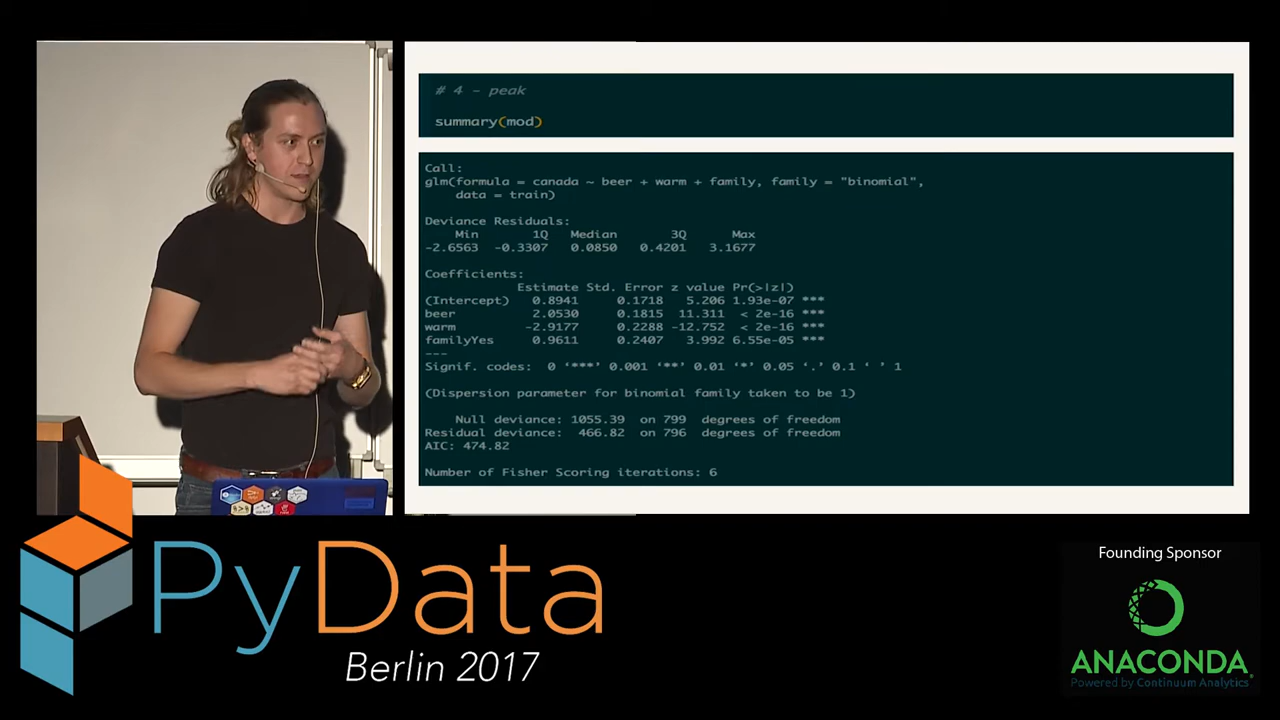 # 4 - peak
summary(mod)
Call:
glm(formula = canada ~ beer + warm + family, family = "binomial",
data = train)
Deviance Residuals:
Min 1Q Median 3Q Max
-2.6563 -0.3307 0.0850 0.4201 3.1677
Coefficients:
Estimate Std. Error z value Pr(>|z|)
(Intercept) 0.8941 0.1718 5.206 1.93e-07 ***
beer 2.0530 0.1815 11.311 < 2e-16 ***
warm -2.9177 0.2288 -12.752 < 2e-16 ***
familyYes 0.9611 0.2407 3.992 6.55e-05 ***
---
Signif. codes: 0 ‘***’ 0.001 ‘**’ 0.01 ‘*’ 0.05 ‘.’ 0.1 ‘ ’ 1
(Dispersion parameter for binomial family taken to be 1)
Null deviance: 1055.39 on 799 degrees of freedom
Residual deviance: 466.82 on 796 degrees of freedom
AIC: 474.82
Number of Fisher Scoring iterations: 6
PyData
Berlin 2017
Founding Sponsor
ANACONDA
Powered by Continuum Analytics